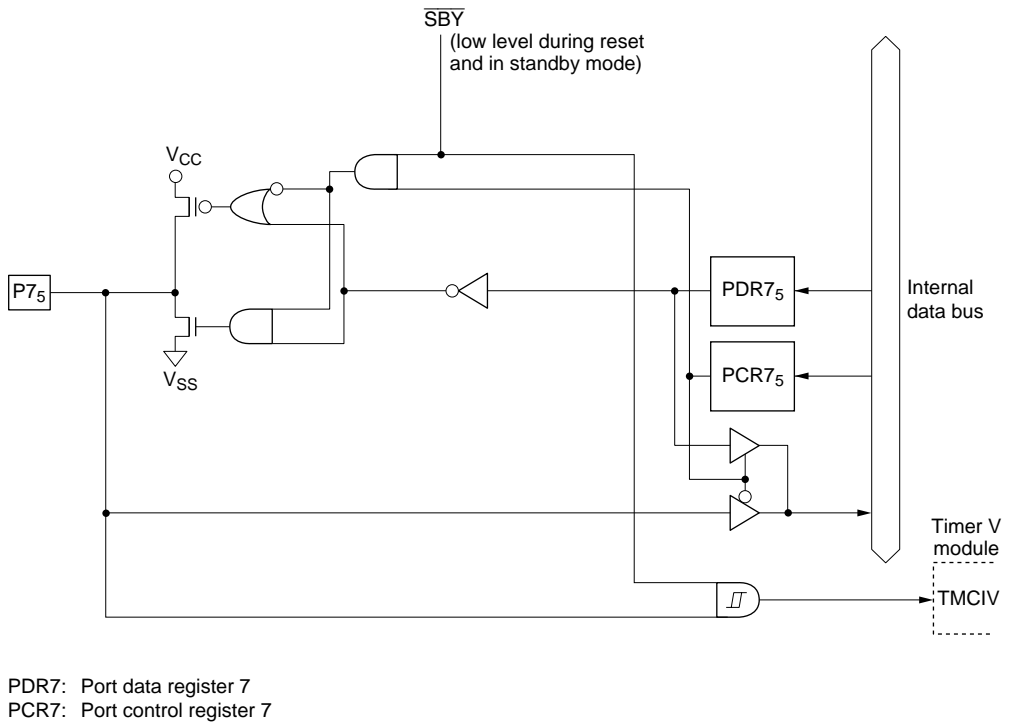 SBY
(low level during reset
and in standby mode)
VCC
P75
VSS
PDR75
PCR75
Internal
data bus
Timer V
module
TMCIV
PDR7: Port data register 7
PCR7: Port control register 7